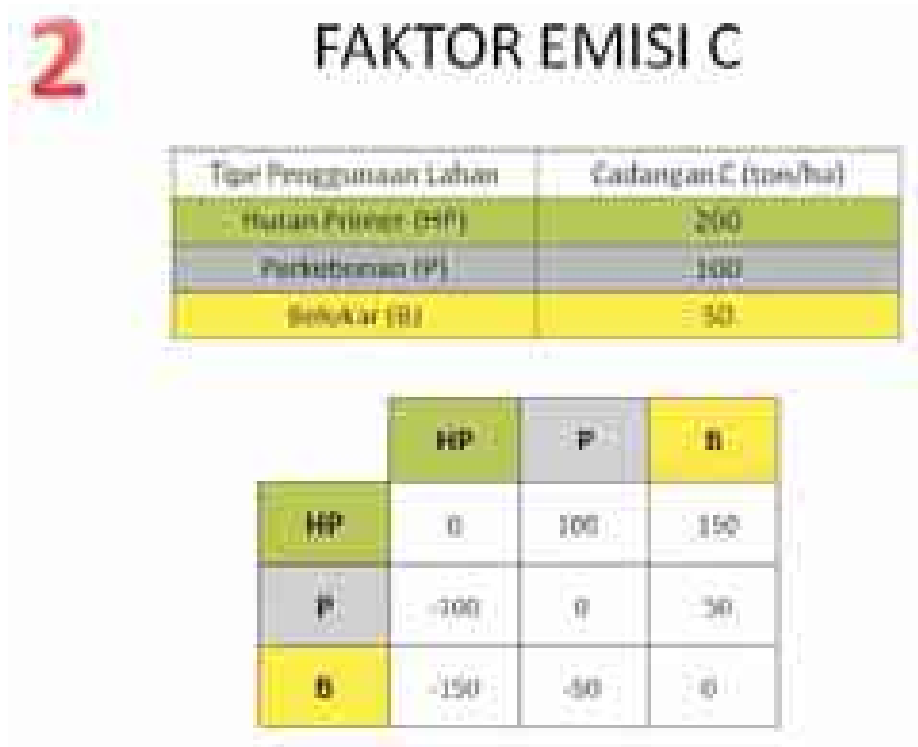 2 FAKTOR EMISI C
Tipe Penggunaan Lahan Cadangan C (ton/ha)
Hutan Primer (HP) 200
Perkebunan (P) 100
Belukar (B) 50
HP P B
HP 0 100 150
P -100 0 50
B -150 -50 0